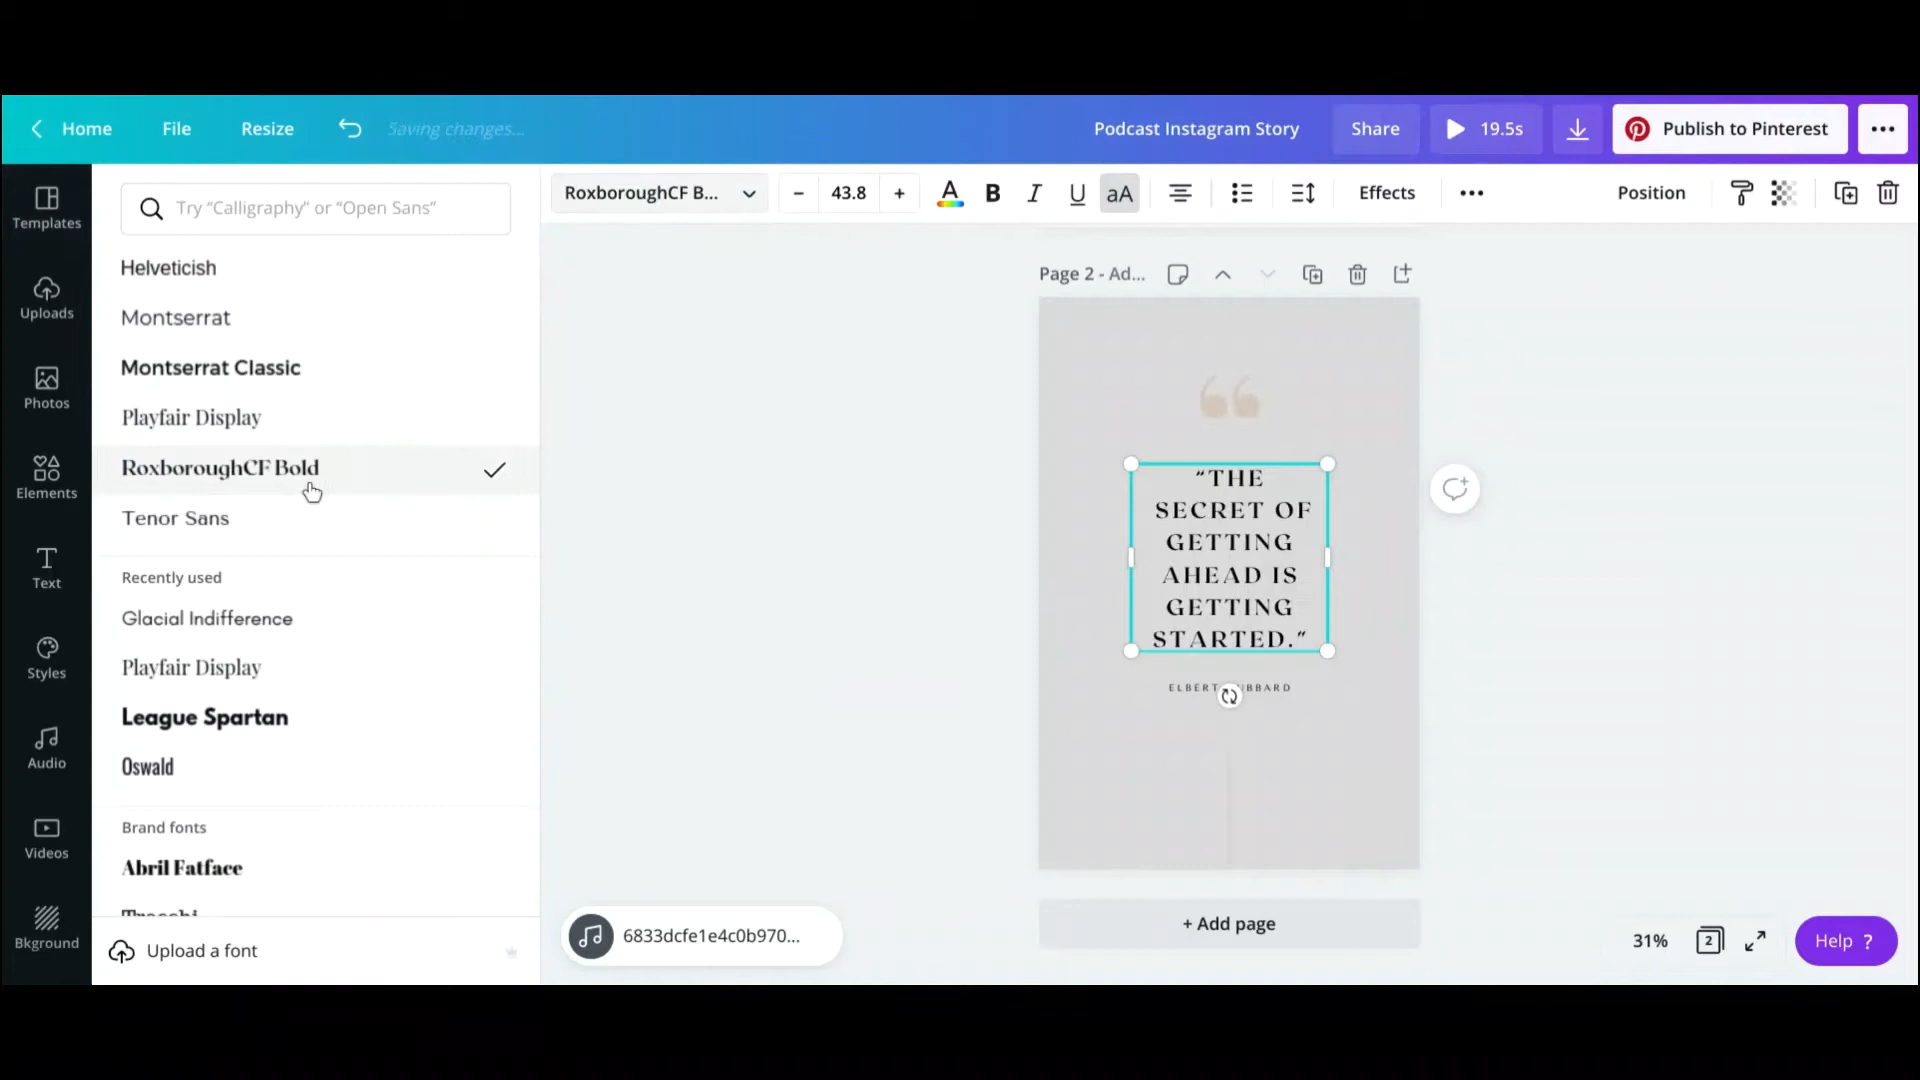 Home File Resize Saving changes... Podcast Instagram Story Share 19.5s Publish to Pinterest
Templates
Uploads
Photos
Elements
Text
Styles
Audio
Videos
Bkground
Try “Calligraphy” or “Open Sans”
Helveticish
Montserrat
Montserrat Classic
Playfair Display
RoxboroughCF Bold
Tenor Sans
Recently used
Glacial Indifference
Playfair Display
League Spartan
Oswald
Brand fonts
Abril Fatface
Upload a font
RoxboroughCF B... 43.8 A B I U aA Effects Position
Page 2 - Ad...
“THE
SECRET OF
GETTING
AHEAD IS
GETTING
STARTED.”
ELBERT
+ Add page
6833dcfe1e4c0b970...
31% 2 Help ?